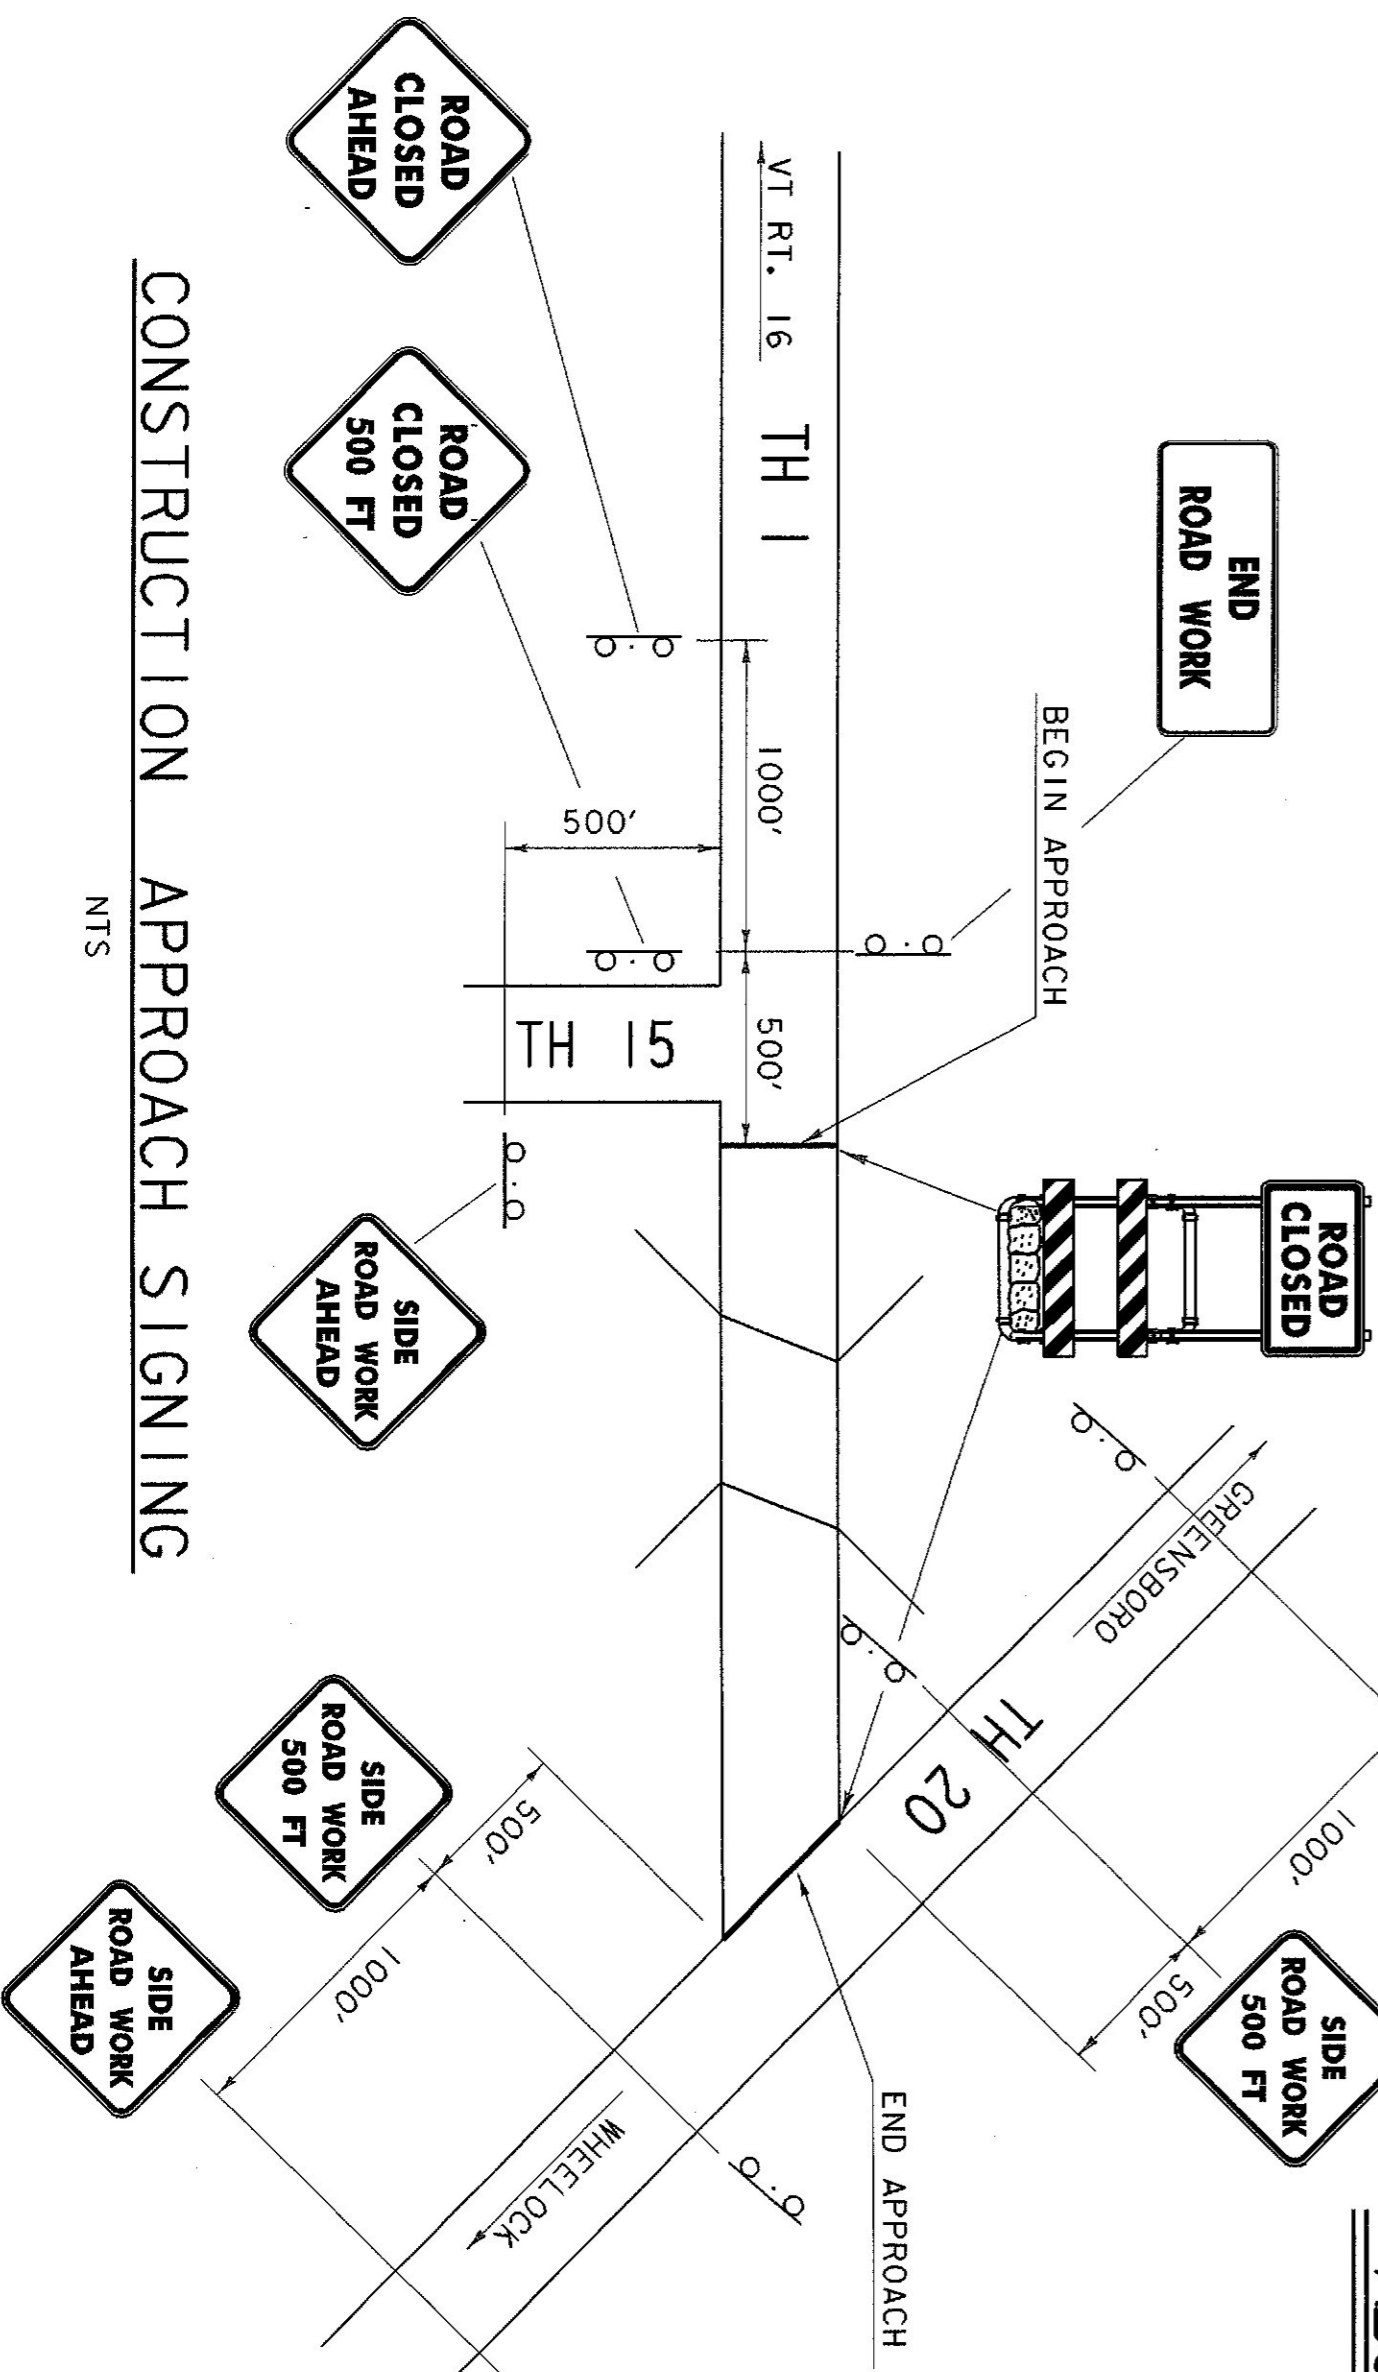 END
ROAD WORK
BEGIN APPROACH
ROAD
CLOSED
VT RT. 16
TH 1
1000'
500'
500'
TH 15
GREENSBORO
TH 20
1000'
500'
SIDE
ROAD WORK
500 FT
END APPROACH
WHEELOCK
ROAD
CLOSED
AHEAD
ROAD
CLOSED
500 FT
SIDE
ROAD WORK
AHEAD
SIDE
ROAD WORK
500 FT
500'
1000'
SIDE
ROAD WORK
AHEAD
CONSTRUCTION APPROACH SIGNING
NTS